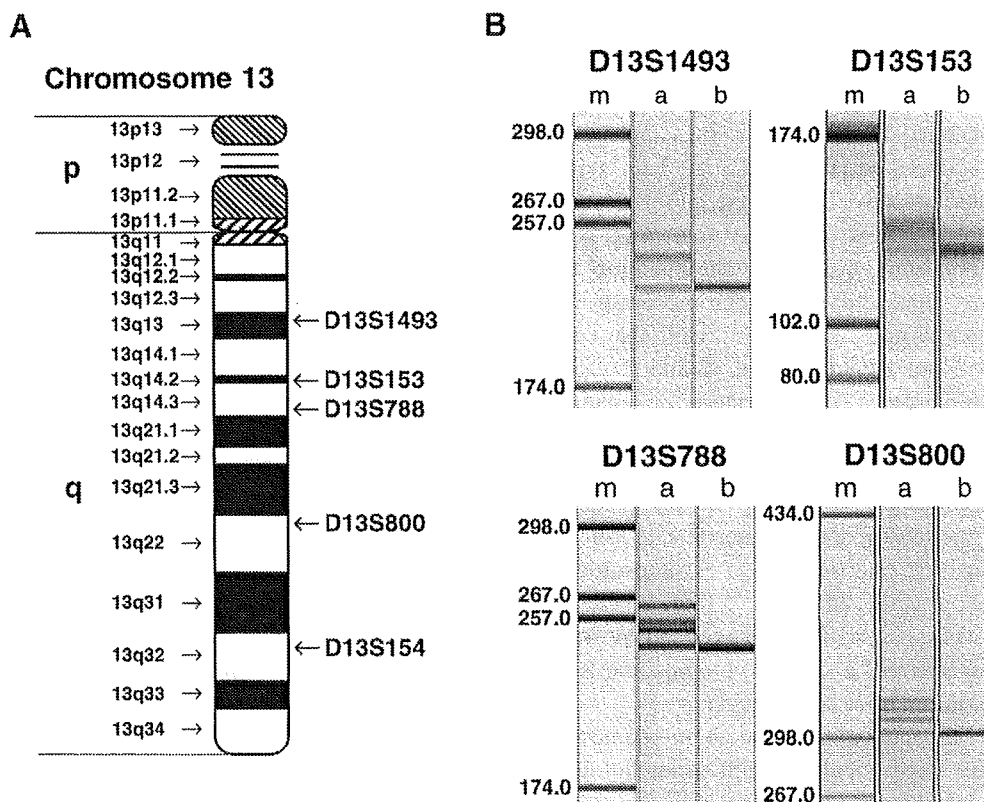 A
Chromosome 13
p
13p13 →
13p12 →
13p11.2→
13p11.1→
13q11→
13q12.1→
13q12.2→
13q12.3→
13q13 →
13q14.1→
13q14.2→
13q14.3→
13q21.1→
13q21.2→
q
13q21.3→
13q22 →
13q31 →
13q32 →
13q33 →
13q34 →
←D13S1493
←D13S153
←D13S788
←D13S800
←D13S154
B
D13S1493
m a b
298.0
267.0
257.0
174.0
D13S153
m a b
174.0
102.0
80.0
D13S788
m a b
298.0
267.0
257.0
174.0
D13S800
m a b
434.0
298.0
267.0